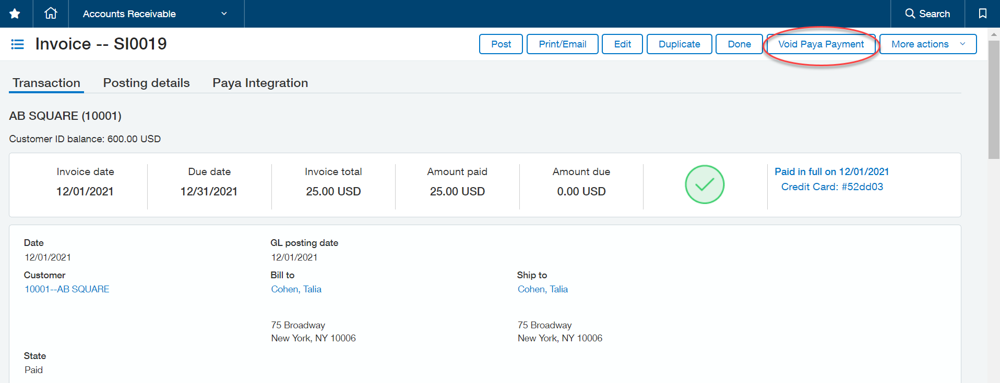 Accounts Receivable
Search
Invoice -- SI0019
Post
Print/Email
Edit
Duplicate
Done
Void Paya Payment
More actions
Transaction
Posting details
Paya Integration
AB SQUARE (10001)
Customer ID balance: 600.00 USD
Invoice date
12/01/2021
Due date
12/31/2021
Invoice total
25.00 USD
Amount paid
25.00 USD
Amount due
0.00 USD
Paid in full on 12/01/2021
Credit Card: #52dd03
Date
12/01/2021
GL posting date
12/01/2021
Customer
10001--AB SQUARE
Bill to
Cohen, Talia
75 Broadway
New York, NY 10006
Ship to
Cohen, Talia
75 Broadway
New York, NY 10006
State
Paid